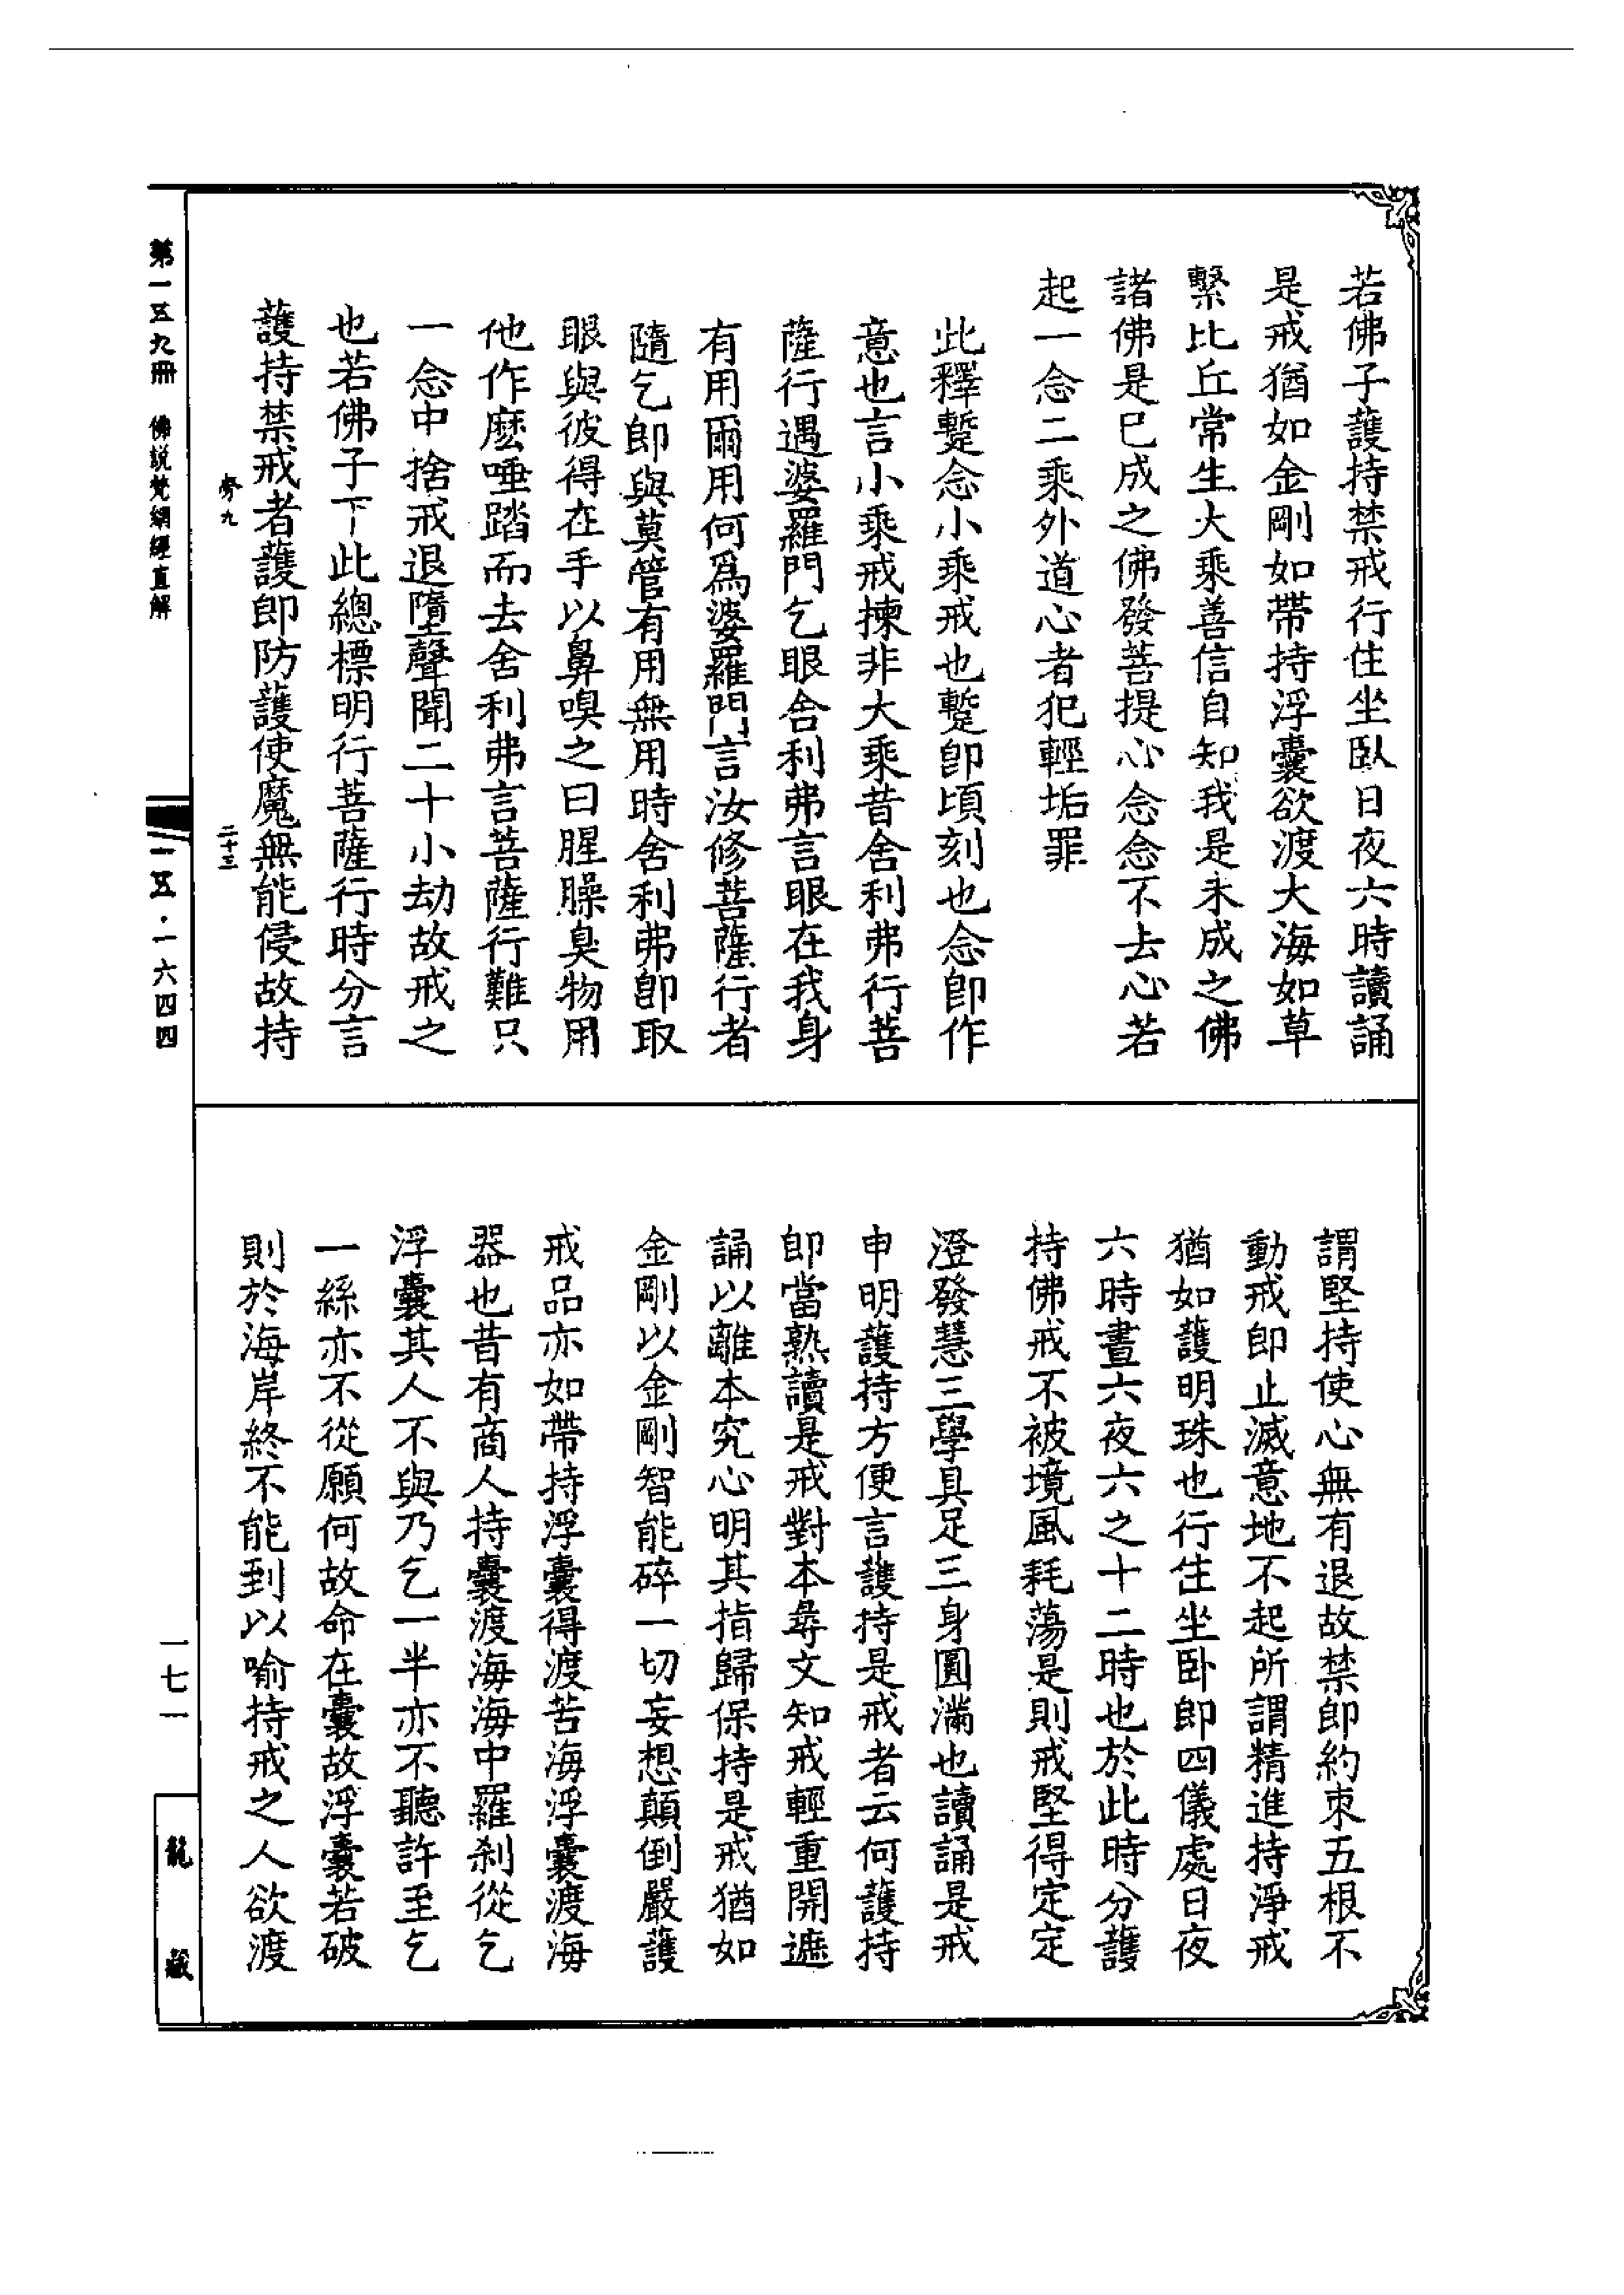 若佛子護持禁戒行住坐臥日夜六時讀誦
是戒猶如金剛如帶持浮囊欲渡大海如草
繫比丘常生大乘善信自知我是未成之佛
諸佛是已成之佛發菩提心念念不去心若
起一念二乘外道心者犯輕垢罪
此釋蹔念小乘戒也蹔卽頃刻也念卽作
意也言小乘戒揀非大乘昔舍利弗行菩
薩行遇婆羅門乞眼舍利弗言眼在我身
有用爾用何爲婆羅門言汝修菩薩行者
隨乞卽與莫管有用無用時舍利弗卽取
眼與彼得在手以鼻嗅之曰腥臊臭物用
他作麽唾踏而去舍利弗言菩薩行難只
一念中捨戒退墮聲聞二十小劫故戒之
也若佛子下此總標明行菩薩行時分言
護持禁戒者護卽防護使魔無能侵故持
謂堅持使心無有退故禁卽約束五根不
動戒卽止滅意地不起所謂精進持淨戒
猶如護明珠也行住坐臥卽四儀處日夜
六時晝六夜六之十二時也於此時分護
持佛戒不被境風耗蕩是則戒堅得定定
澄發慧三學具足三身圓滿也讀誦是戒
申明護持方便言護持是戒者云何護持
卽當熟讀是戒對本尋文知戒輕重開遮
誦以離本究心明其指歸保持是戒猶如
金剛以金剛智能碎一切妄想顛倒嚴護
戒品亦如帶持浮囊得渡苦海浮囊渡海
器也昔有商人持囊渡海海中羅刹從乞
浮囊其人不與乃乞一半亦不聽許至乞
一絲亦不從願何故命在囊故浮囊若破
則於海岸終不能到以喻持戒之人欲渡
第一五九冊 佛説梵網經直解
旁九
二十三
一五·一六四四
一七一
龍藏